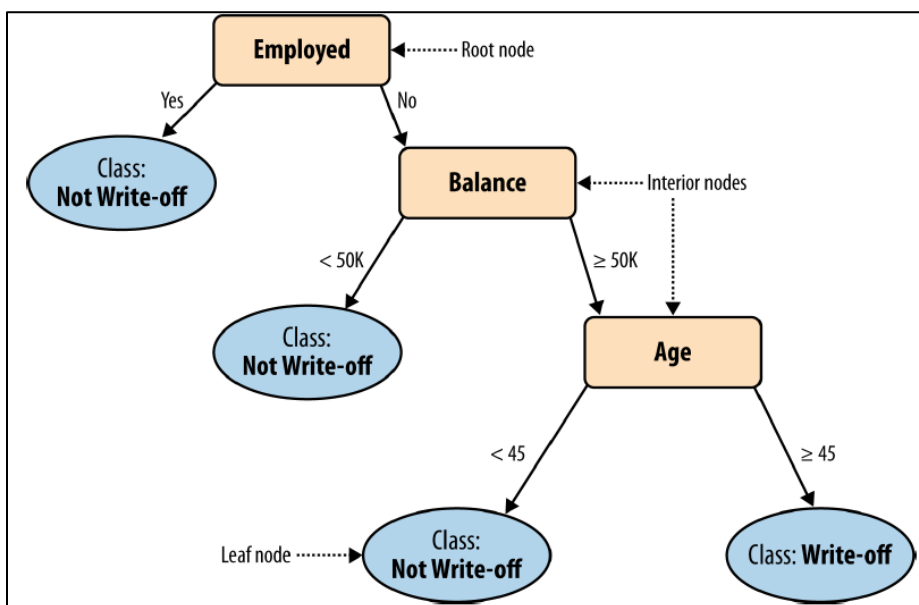 Employed
Root node
Yes
No
Class:
Not Write-off
Balance
Interior nodes
< 50K
≥ 50K
Class:
Not Write-off
Age
< 45
≥ 45
Leaf node
Class:
Not Write-off
Class: Write-off